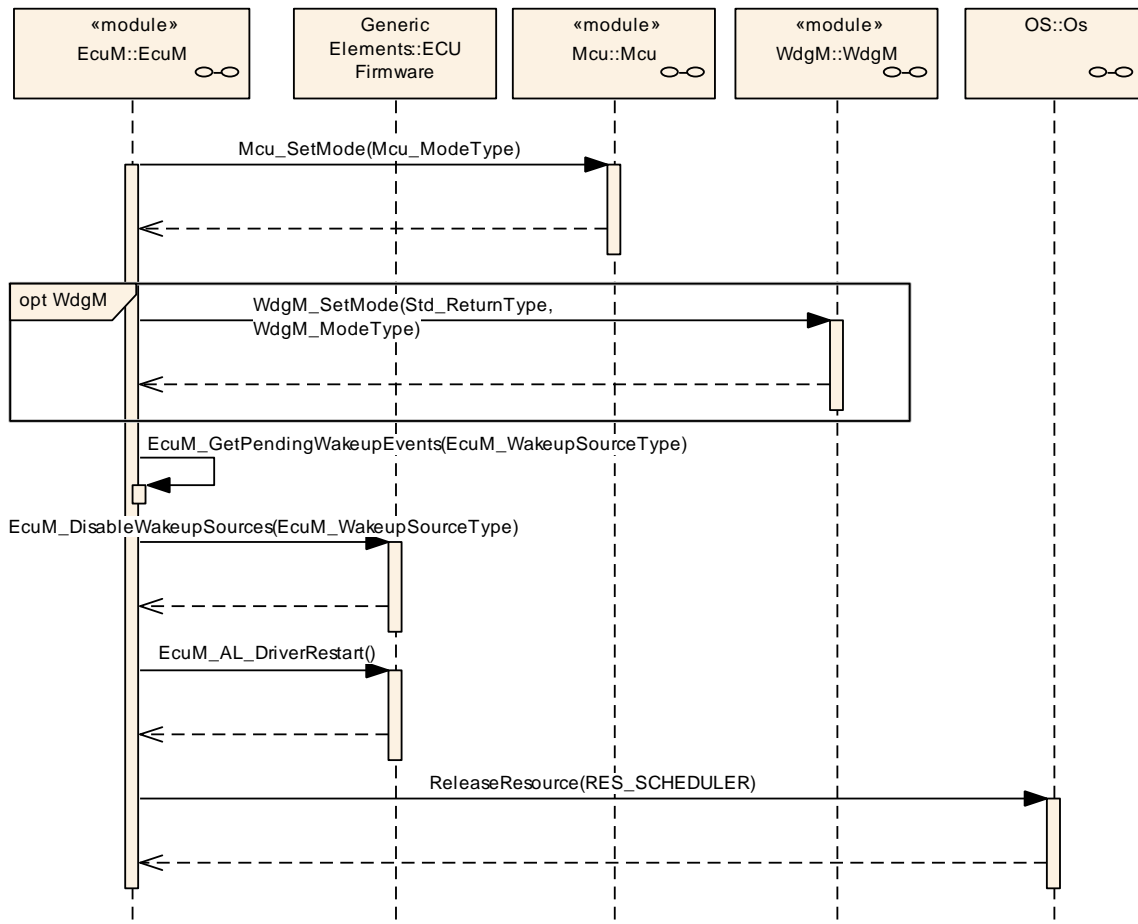 «module»
EcuM::EcuM
Generic
Elements::ECU
Firmware
«module»
Mcu::Mcu
«module»
WdgM::WdgM
OS::Os
Mcu_SetMode(Mcu_ModeType)
opt WdgM
WdgM_SetMode(Std_ReturnType,
WdgM_ModeType)
EcuM_GetPendingWakeupEvents(EcuM_WakeupSourceType)
EcuM_DisableWakeupSources(EcuM_WakeupSourceType)
EcuM_AL_DriverRestart()
ReleaseResource(RES_SCHEDULER)